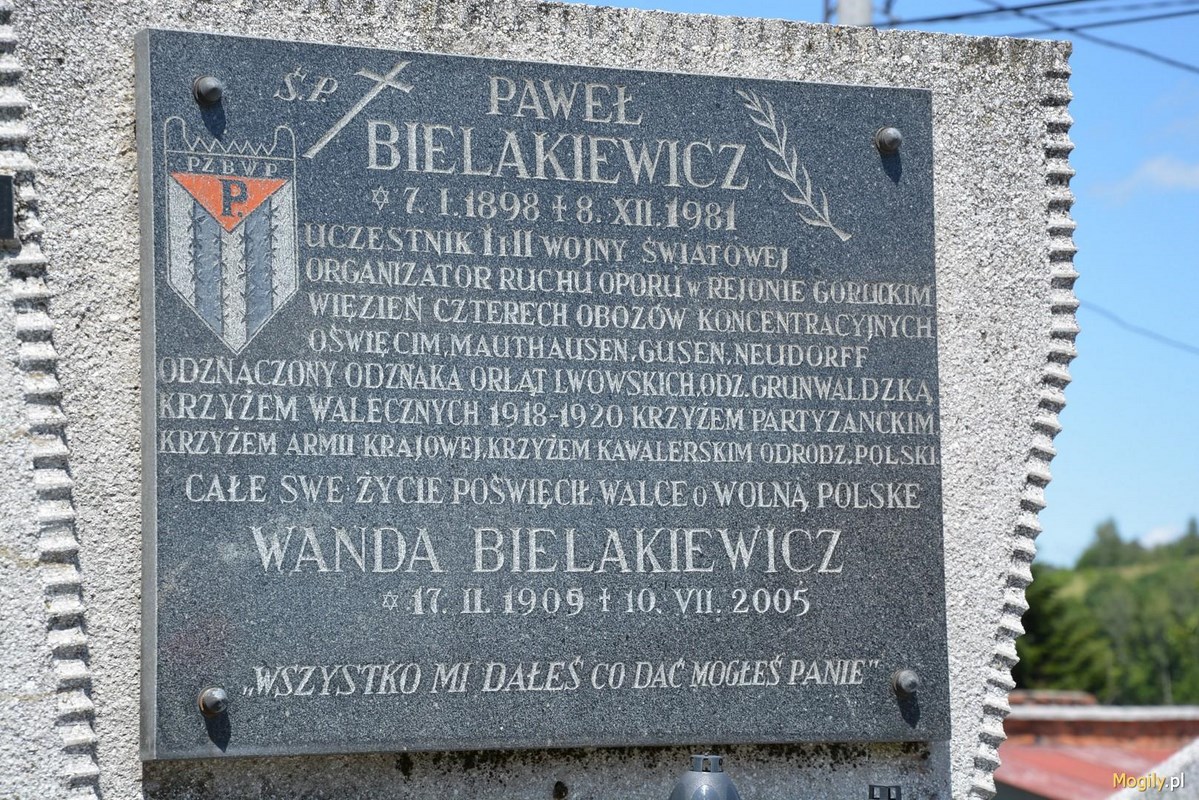 Ś.P.
PAWEŁ
BIELAKIEWICZ
✡ 7. I. 1898 ✝ 8. XII. 1981
PZBWP
P.
UCZESTNIK I I II WOJNY ŚWIATOWEJ
ORGANIZATOR RUCHU OPORU W REJONIE GORLICKIM
WIĘZIEŃ CZTERECH OBOZÓW KONCENTRACYJNYCH
OŚWIĘCIM, MAUTHAUSEN, GUSEN, NEUDORFF
ODZNACZONY ODZNAKA ORLĄT LWOWSKICH, ODZ. GRUNWALDZKĄ
KRZYŻEM WALECZNYCH 1918-1920 KRZYŻEM PARTYZANCKIM
KRZYŻEM ARMII KRAJOWEJ, KRZYŻEM KAWALERSKIM ODRODZ. POLSKI
CAŁE SWE ŻYCIE POŚWIĘCIŁ WALCE O WOLNĄ POLSKE
WANDA BIELAKIEWICZ
✡ 17. II. 1909 ✝ 10. VII. 2005
„WSZYSTKO MI DAŁEŚ CO DAĆ MOGŁEŚ PANIE"
Mogily.pl